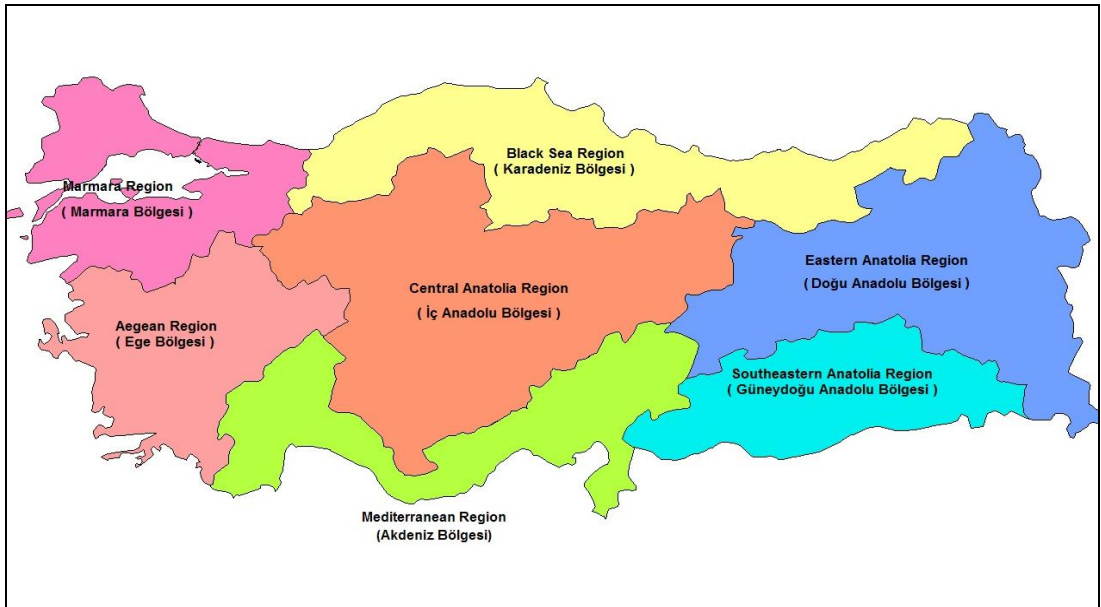 Black Sea Region
( Karadeniz Bölgesi )
Marmara Region
( Marmara Bölgesi )
Eastern Anatolia Region
( Doğu Anadolu Bölgesi )
Central Anatolia Region
( İç Anadolu Bölgesi )
Aegean Region
( Ege Bölgesi )
Southeastern Anatolia Region
( Güneydoğu Anadolu Bölgesi )
Mediterranean Region
(Akdeniz Bölgesi)